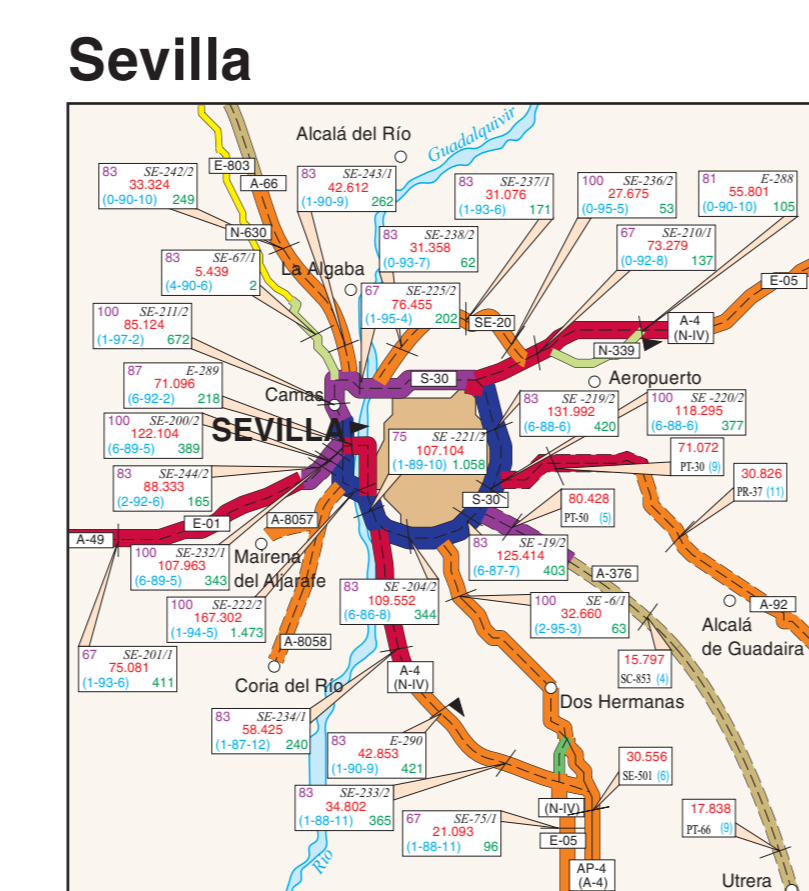 Sevilla
Alcalá del Río
Guadalquivir
E-803
A-66
83 SE-242/2
33.324
(0-90-10) 249
83 SE-243/1
42.612
(1-90-9) 262
83 SE-237/1
31.076
(1-93-6) 171
100 SE-236/2
27.675
(0-95-5) 53
81 E-288
55.801
(0-90-10) 105
N-630
83 SE-238/2
31.358
(0-93-7) 62
67 SE-210/1
73.279
(0-92-8) 137
83 SE-67/1
5.439
(4-90-6) 2
La Algaba
E-05
67 SE-225/2
76.455
(1-95-4) 202
100 SE-211/2
85.124
(1-97-2) 672
SE-20
A-4
(N-IV)
N-339
87 E-289
71.096
(6-92-2) 218
S-30
Aeropuerto
Camas
83 SE -219/2
131.992
(6-88-6) 420
100 SE -220/2
118.295
(6-88-6) 377
100 SE-200/2
122.104
(6-89-5) 389
SEVILLA
75 SE -221/2
107.104
(1-89-10) 1.058
71.072
PT-30 (9)
83 SE-244/2
88.333
(2-92-6) 165
30.826
PR-37 (11)
S-30
80.428
PT-50 (5)
E-01
A-8057
A-49
83 SE -19/2
125.414
(6-87-7) 403
100 SE-232/1
107.963
(6-89-5) 343
Mairena
del Aljarafe
A-376
83 SE -204/2
109.552
(6-86-8) 344
100 SE -6/1
32.660
(2-95-3) 63
100 SE-222/2
167.302
(1-94-5) 1.473
A-92
Alcalá
de Guadaira
A-8058
67 SE-201/1
75.081
(1-93-6) 411
15.797
SC-853 (4)
Coria del Río
A-4
(N-IV)
Dos Hermanas
83 SE-234/1
58.425
(1-87-12) 240
83 E-290
42.853
(1-90-9) 421
30.556
SE-501 (6)
83 SE-233/2
34.802
(1-88-11) 365
67 SE-75/1
21.093
(1-88-11) 96
(N-IV)
17.838
PT-66 (9)
E-05
Río
AP-4
(A-4)
Utrera